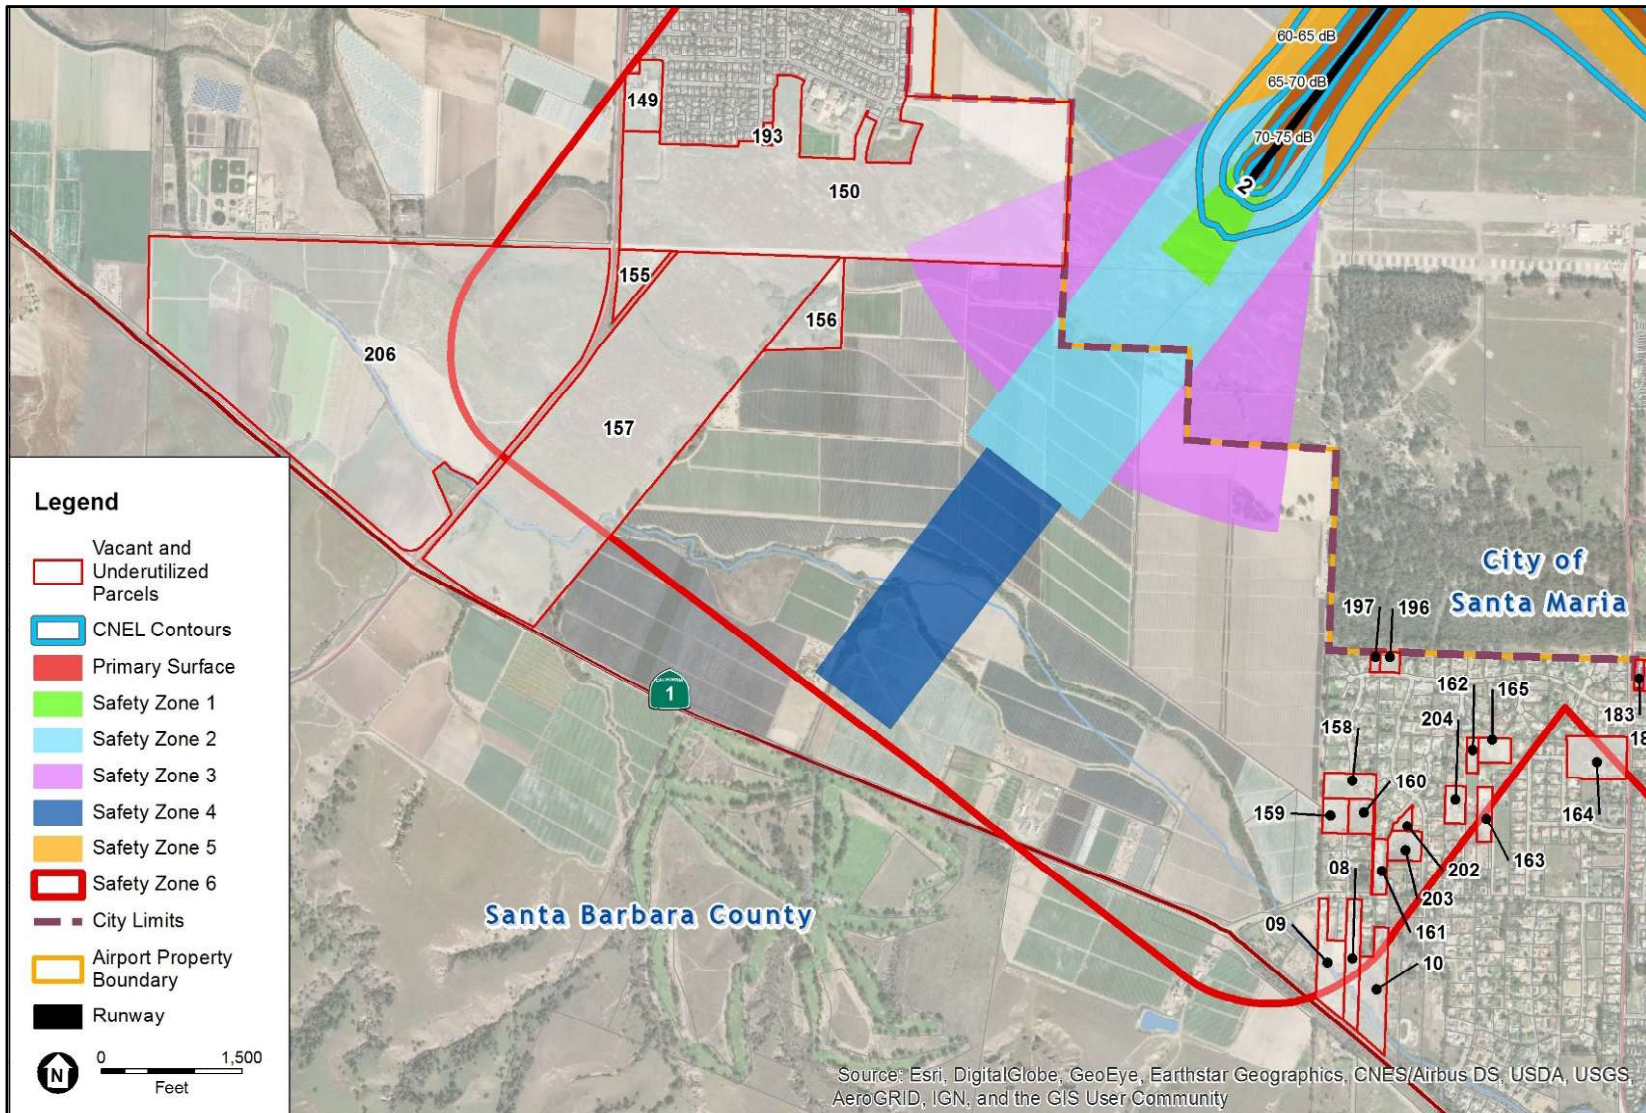 60-65 dB
65-70 dB
70-75 dB
2
149
193
150
155
156
206
157
City of
Santa Maria
197 196
162 165
183
204
18
158
160
159
164
163
202
08
203
09
161
10
CALIFORNIA
1
Santa Barbara County
Legend
Vacant and
Underutilized
Parcels
CNEL Contours
Primary Surface
Safety Zone 1
Safety Zone 2
Safety Zone 3
Safety Zone 4
Safety Zone 5
Safety Zone 6
City Limits
Airport Property
Boundary
Runway
N
0 1,500
Feet
Source: Esri, DigitalGlobe, GeoEye, Earthstar Geographics, CNES/Airbus DS, USDA, USGS,
AeroGRID, IGN, and the GIS User Community